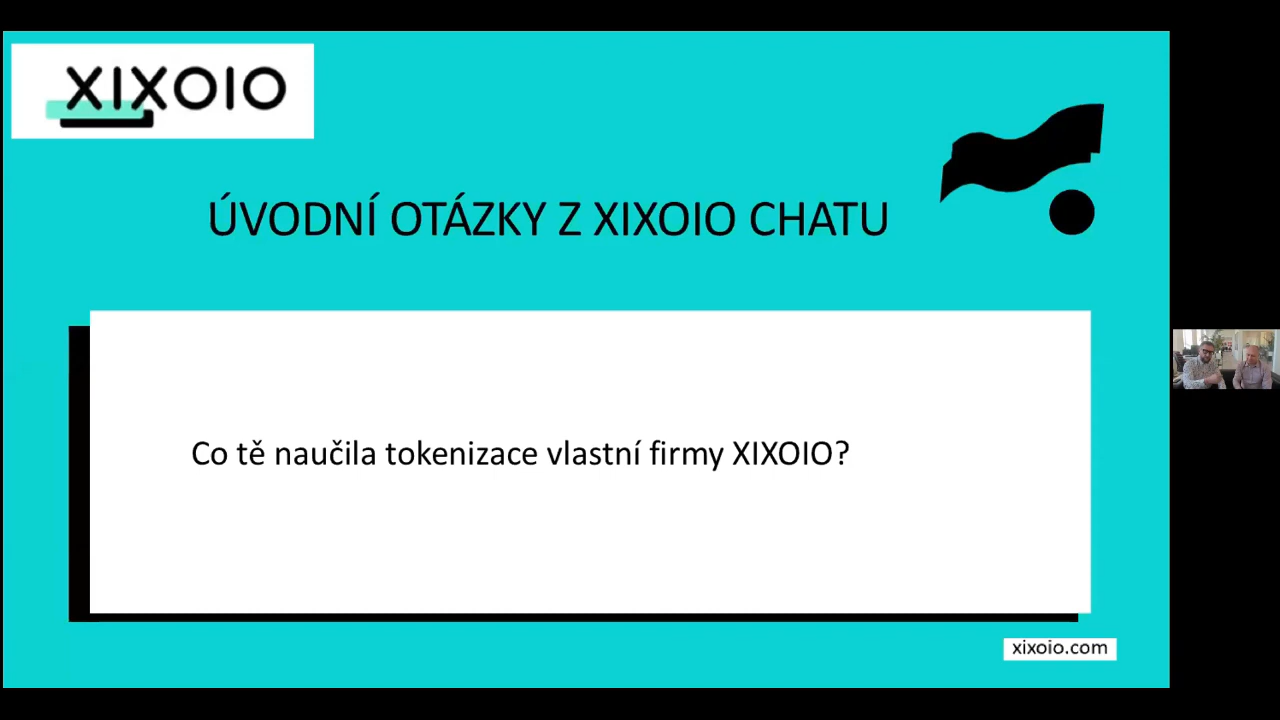 XIXOIO
ÚVODNÍ OTÁZKY Z XIXOIO CHATU
Co tě naučila tokenizace vlastní firmy XIXOIO?
xixoio.com